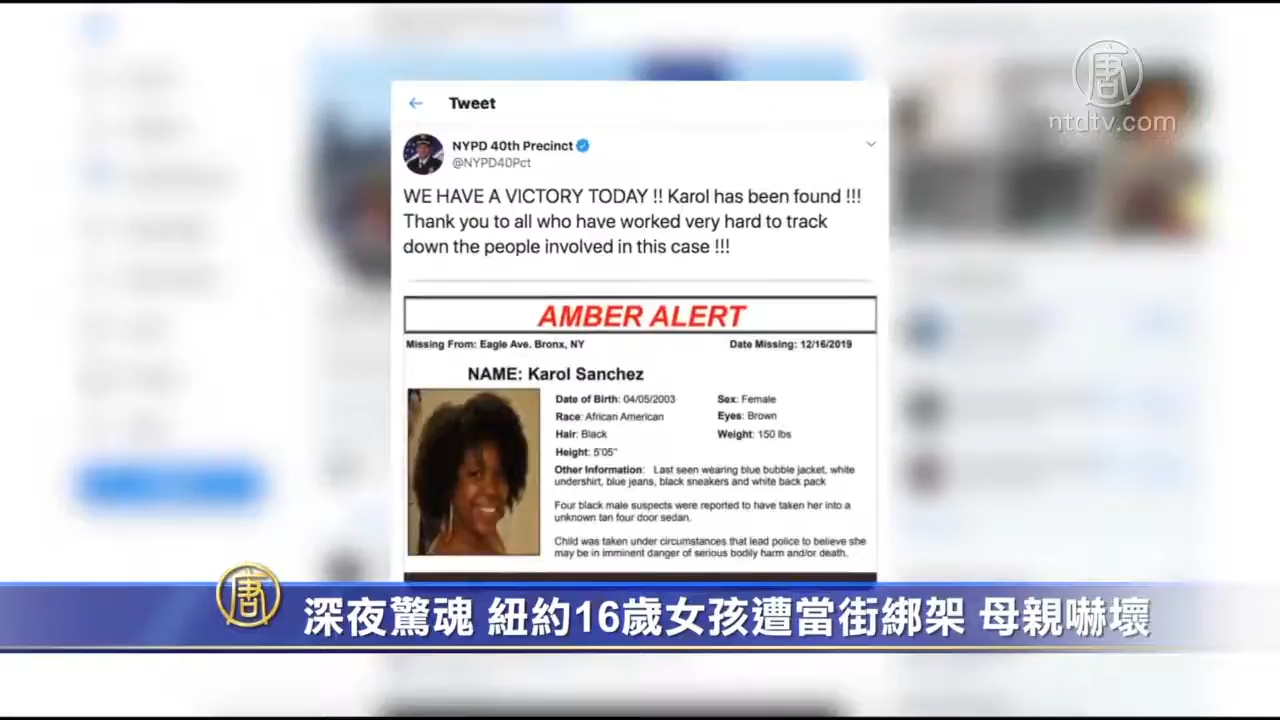 唐
ntdtv.com
Tweet
NYPD 40th Precinct
@NYPD40Pct
WE HAVE A VICTORY TODAY !! Karol has been found !!!
Thank you to all who have worked very hard to track
down the people involved in this case !!!
AMBER ALERT
Missing From: Eagle Ave. Bronx, NY Date Missing: 12/16/2019
NAME: Karol Sanchez
Date of Birth: 04/05/2003 Sex: Female
Race: African American Eyes: Brown
Hair: Black Weight: 150 lbs
Height: 5'05"
Other Information: Last seen wearing blue bubble jacket, white
undershirt, blue jeans, black sneakers and white back pack
Four black male suspects were reported to have taken her into a
unknown tan four door sedan.
Child was taken under circumstances that lead police to believe she
may be in imminent danger of serious bodily harm and/or death.
唐
深夜驚魂 紐約16歲女孩遭當街綁架 母親嚇壞